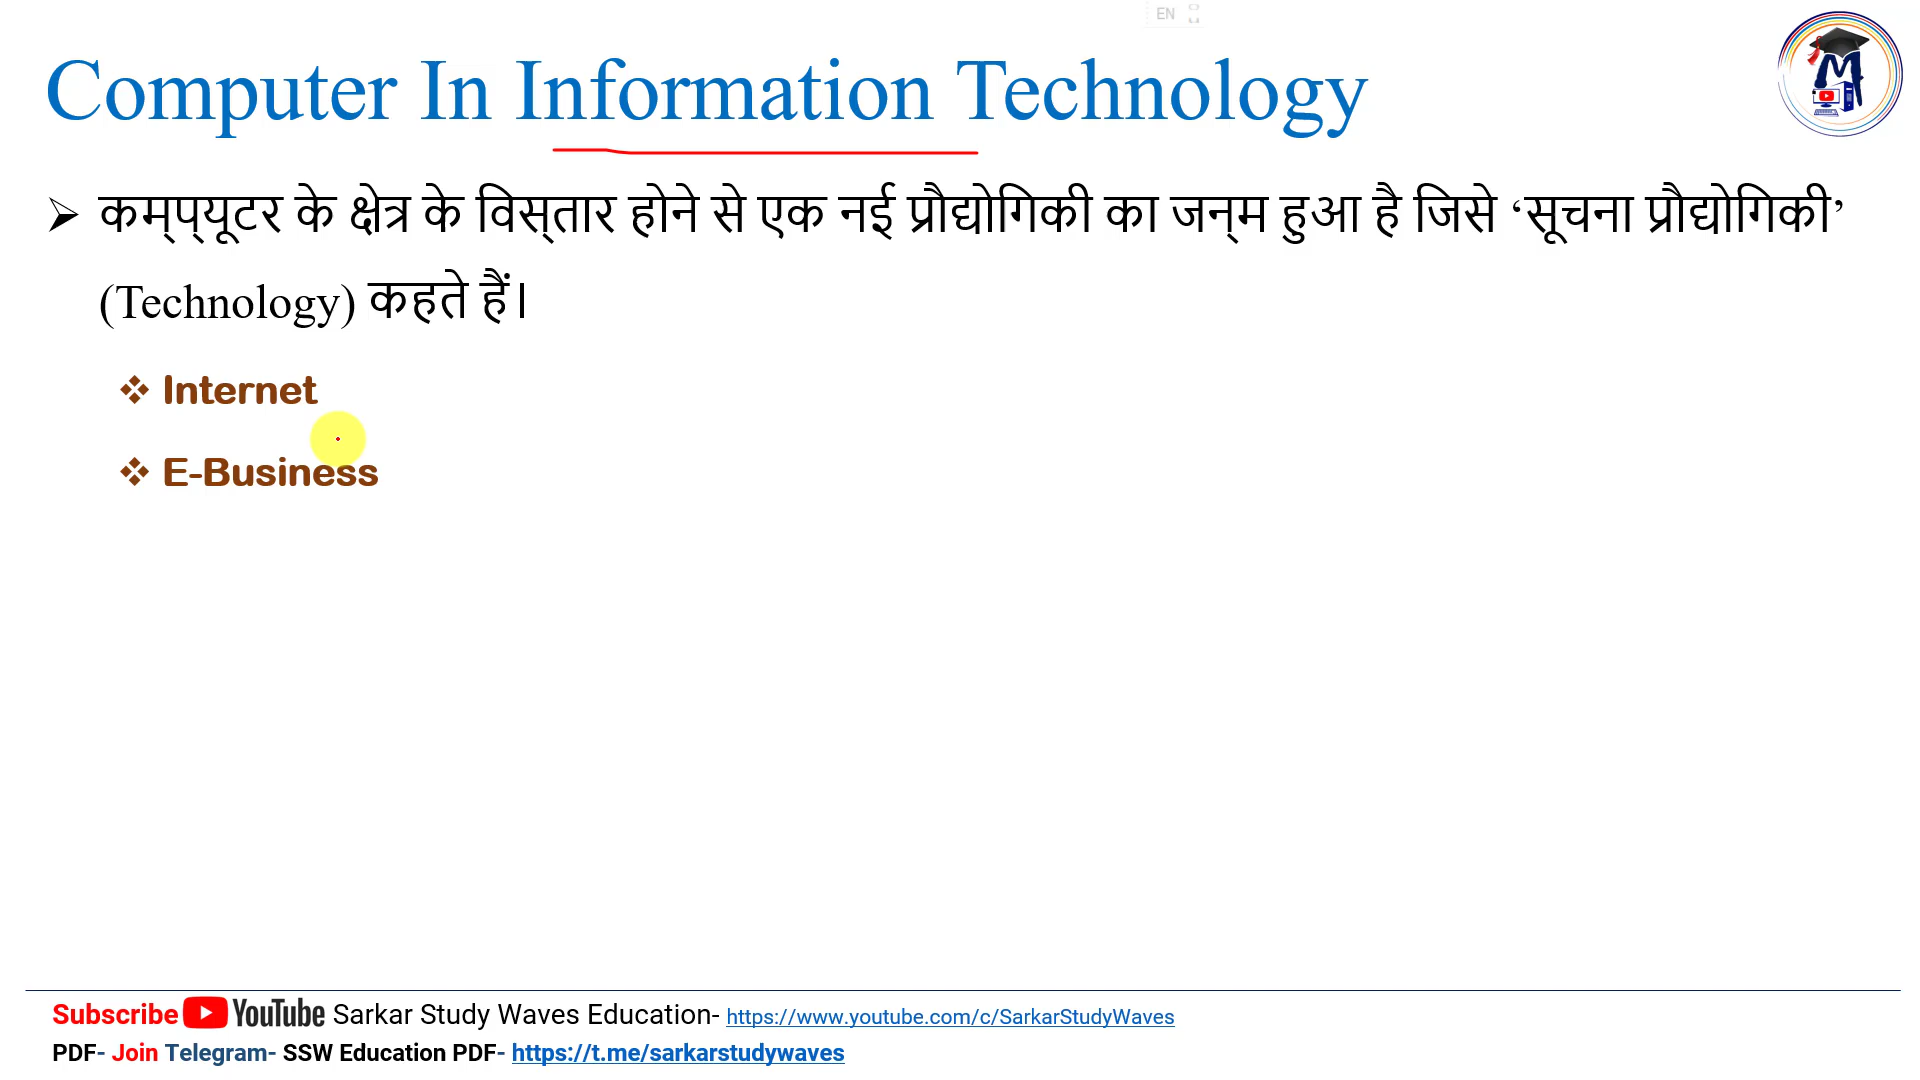 EN
Computer In Information Technology
कम्प्यूटर के क्षेत्र के विस्तार होने से एक नई प्रौद्योगिकी का जन्म हुआ है जिसे ‘सूचना प्रौद्योगिकी’
(Technology) कहते हैं।
Internet
E-Business
Subscribe YouTube Sarkar Study Waves Education- https://www.youtube.com/c/SarkarStudyWaves
PDF- Join Telegram- SSW Education PDF- https://t.me/sarkarstudywaves